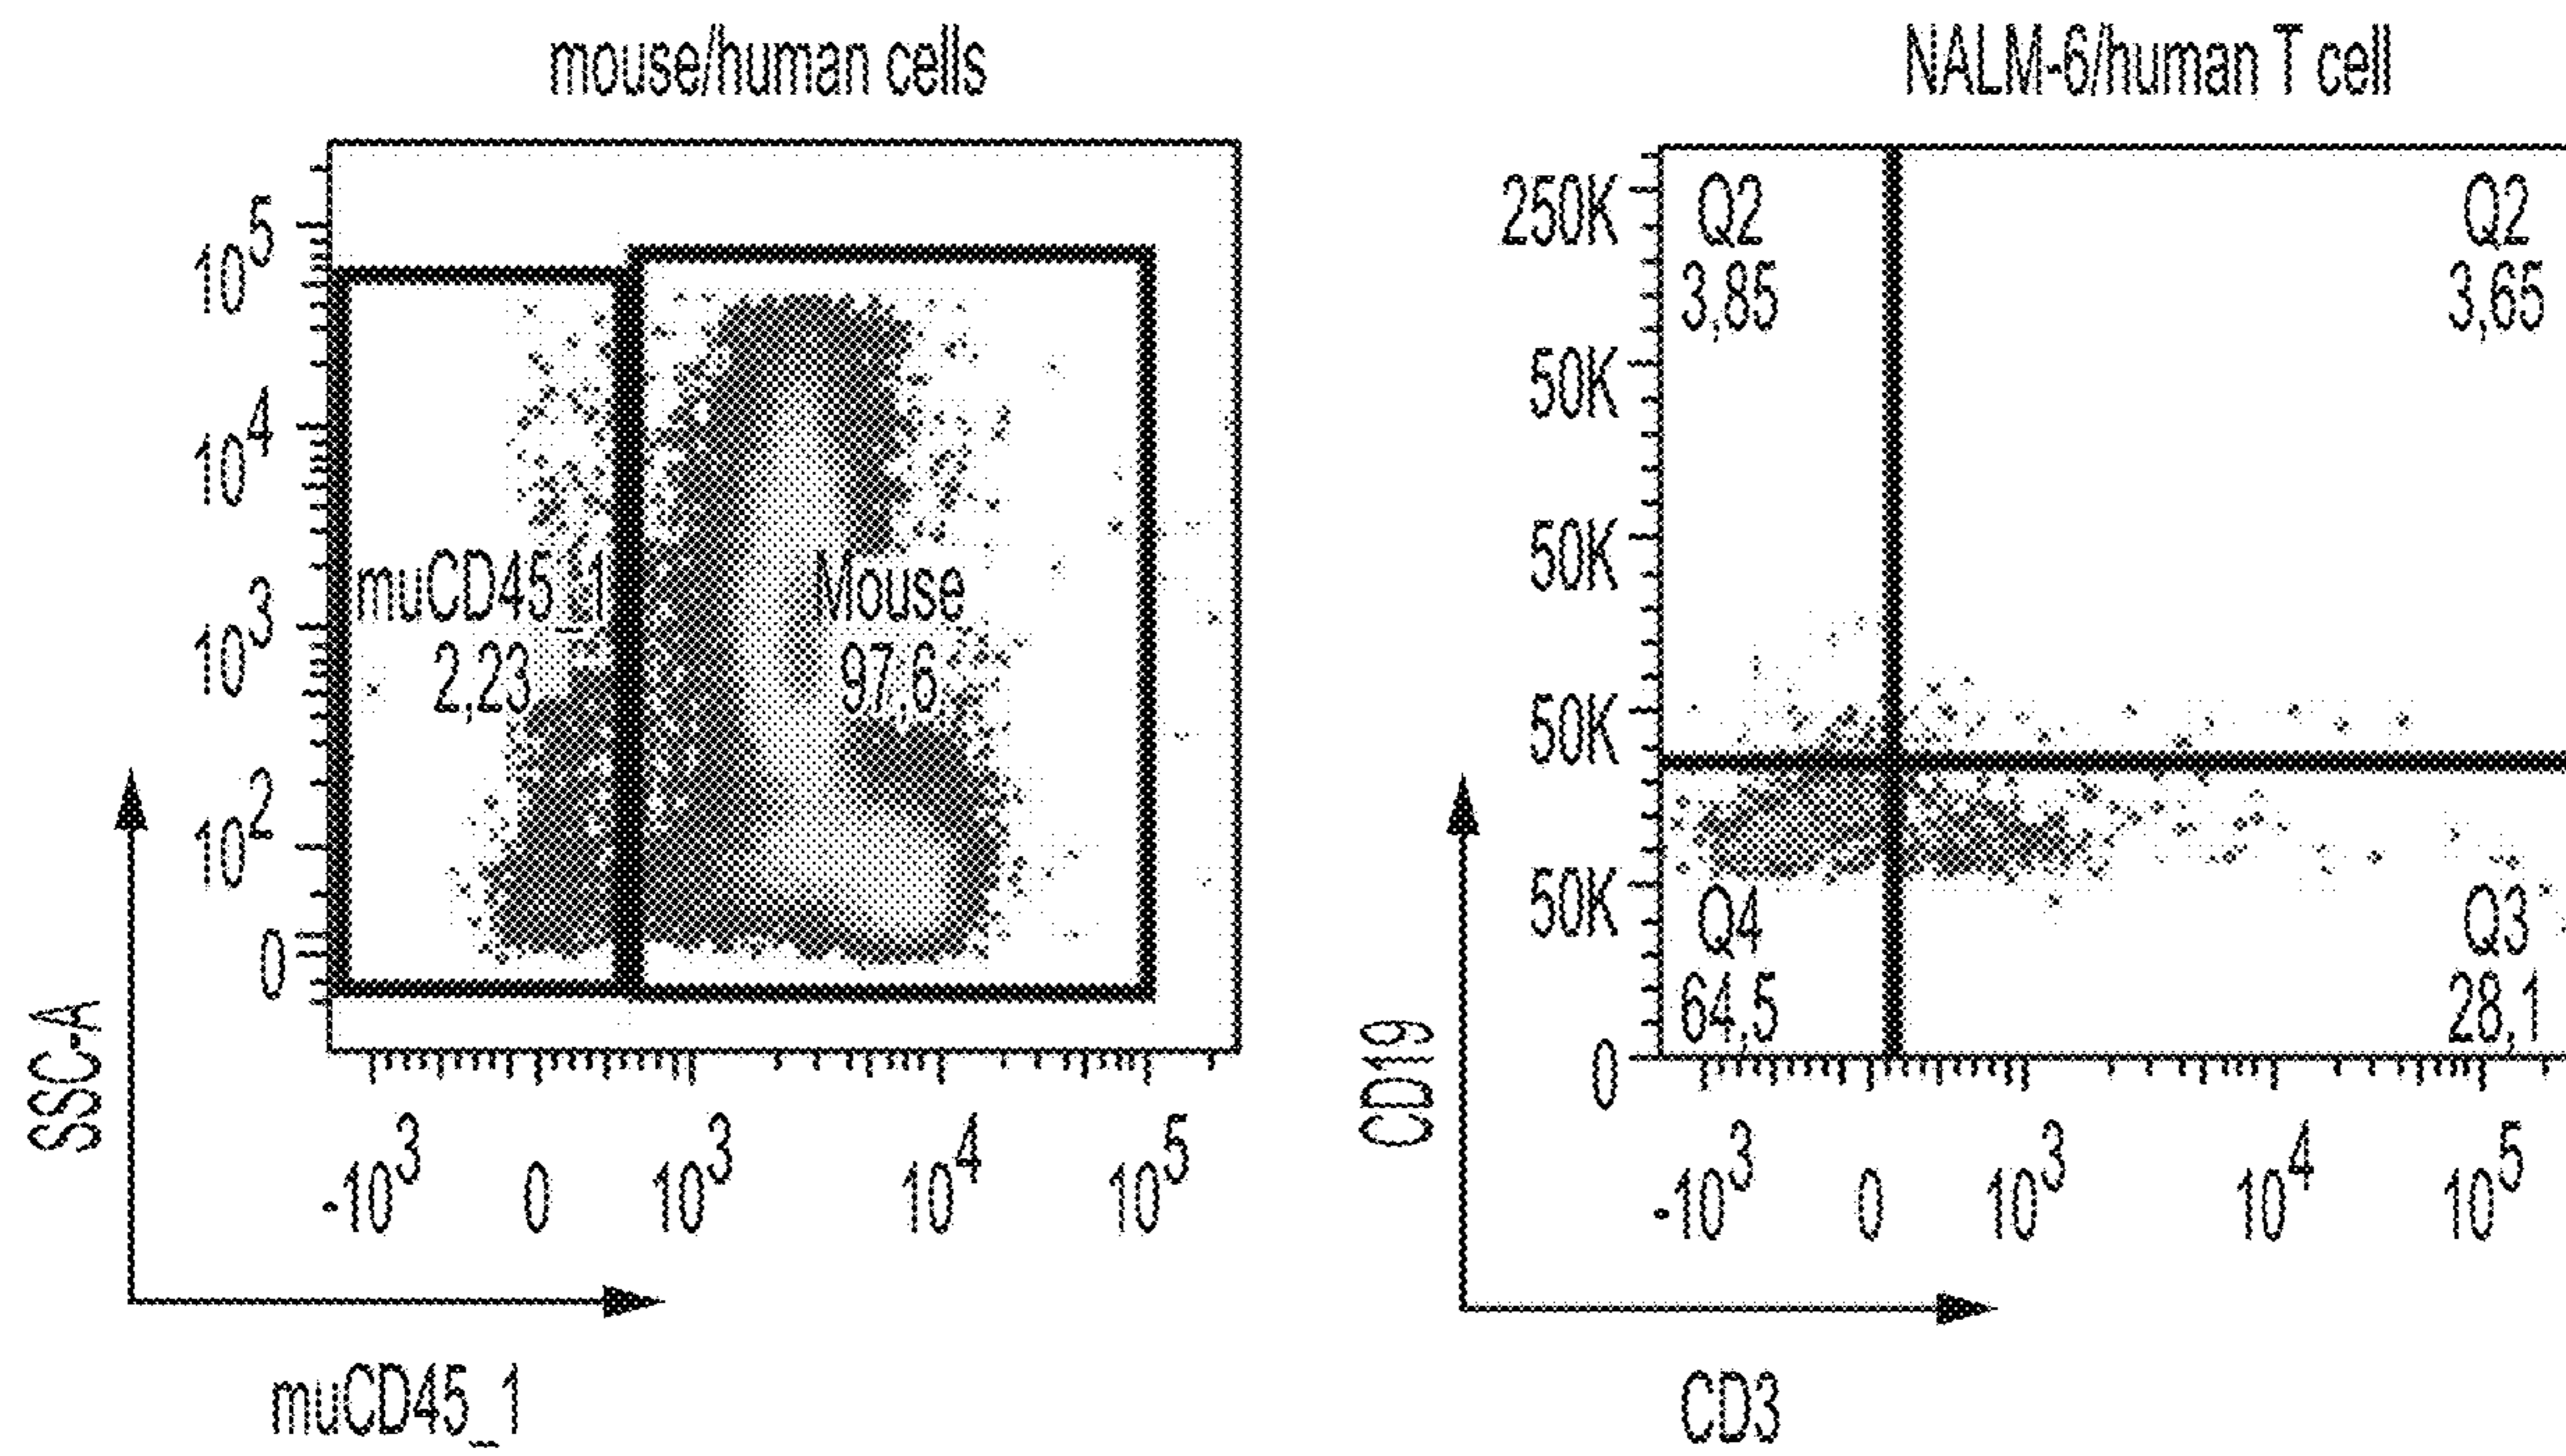 mouse/human cells
10^5
10^4
10^3
10^2
0
muCD45_1
2,23
Mouse
97,6
SSC-A
-10^3 0 10^3 10^4 10^5
muCD45_1
NALM-6/human T cell
250K
50K
50K
50K
50K
0
Q2
3,85
Q2
3,65
Q4
64,5
Q3
28,1
CD19
-10^3 0 10^3 10^4 10^5
CD3